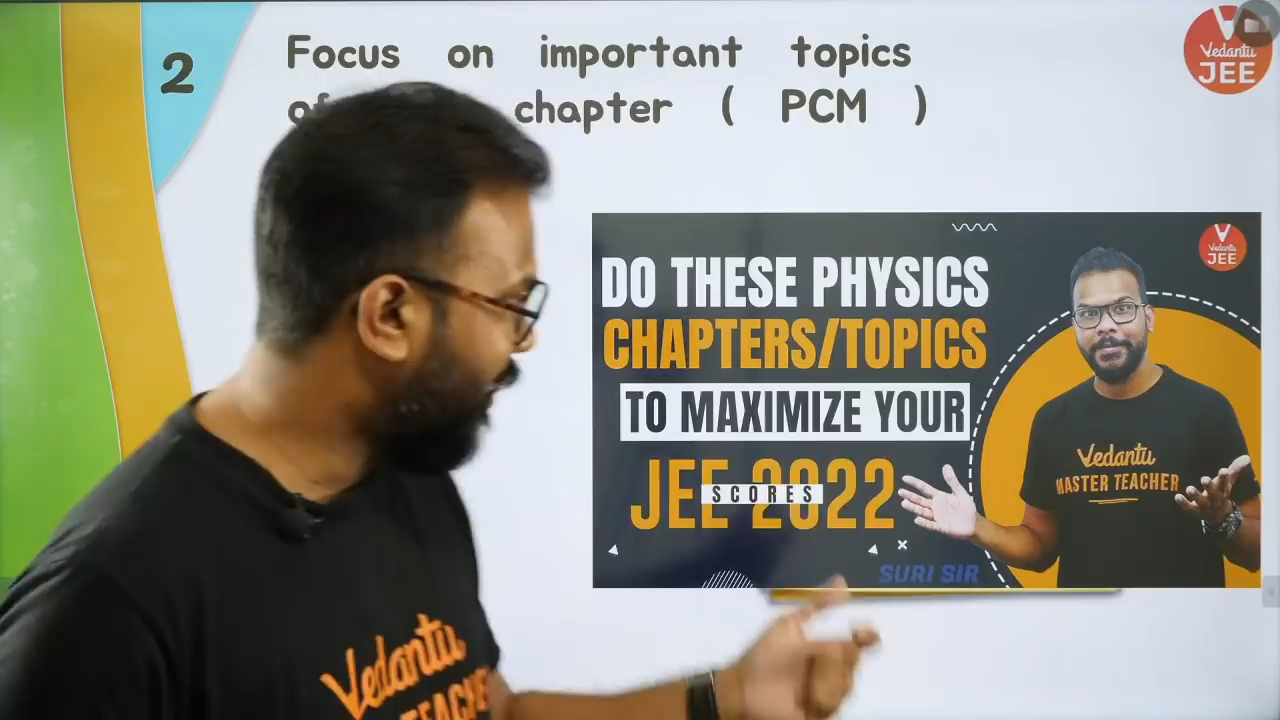 2
Focus on important topics
chapter ( PCM )
Vedantu
JEE
Vedantu
JEE
DO THESE PHYSICS
CHAPTERS/TOPICS
TO MAXIMIZE YOUR
JEE 2022
SCORES
Vedantu
MASTER TEACHER
SURI SIR
Vedantu